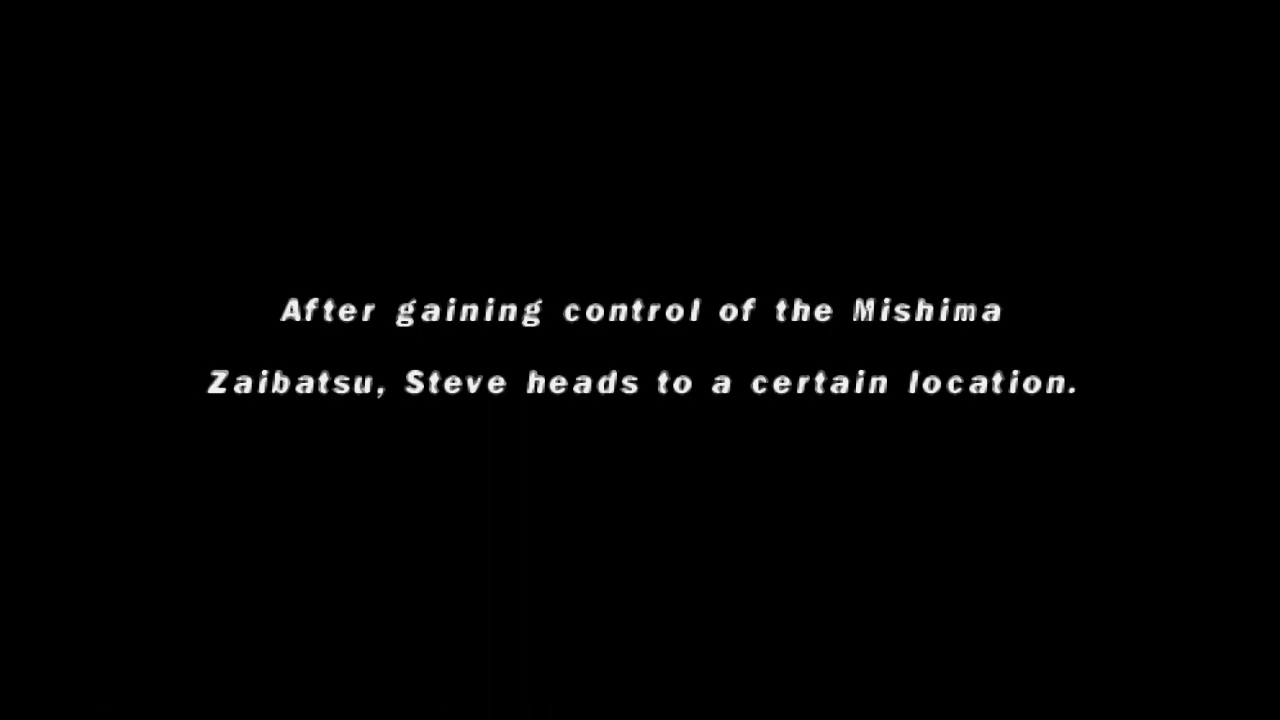 After gaining control of the Mishima
Zaibatsu, Steve heads to a certain location.